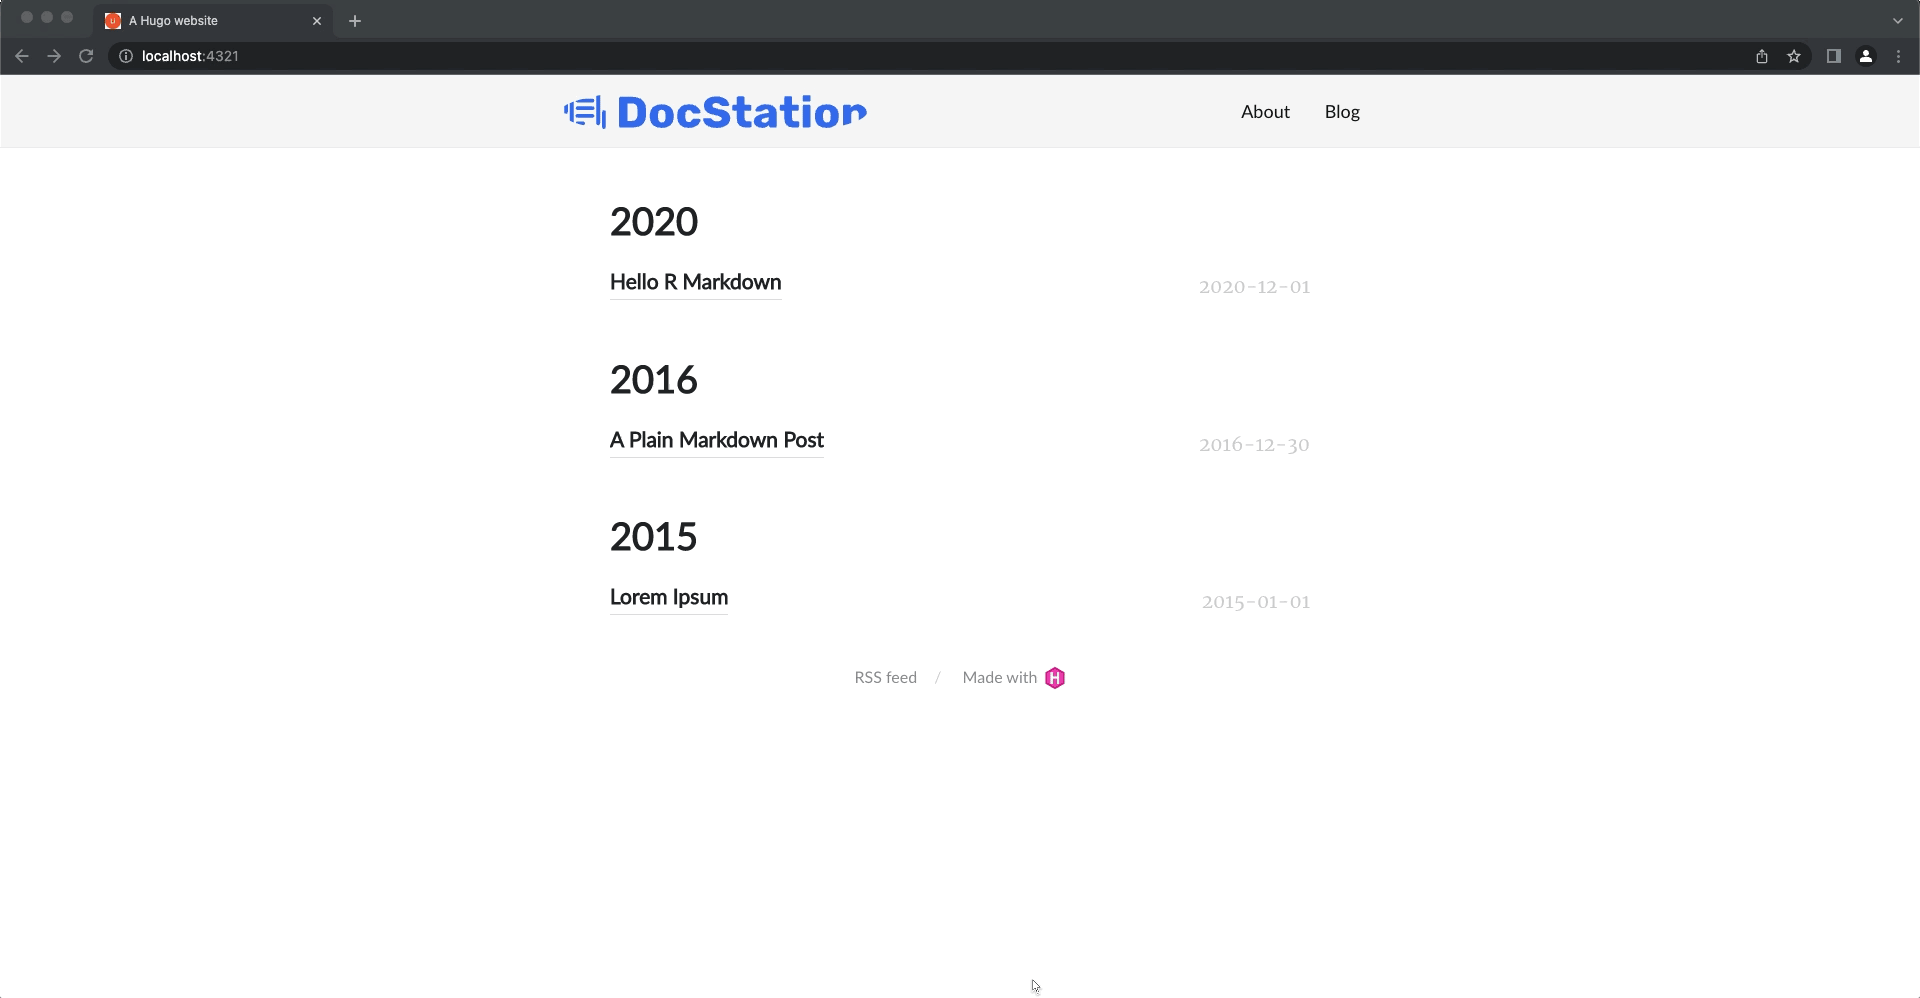 A Hugo website
localhost:4321
DocStation
About
Blog
2020
Hello R Markdown
2020-12-01
2016
A Plain Markdown Post
2016-12-30
2015
Lorem Ipsum
2015-01-01
RSS feed / Made with H